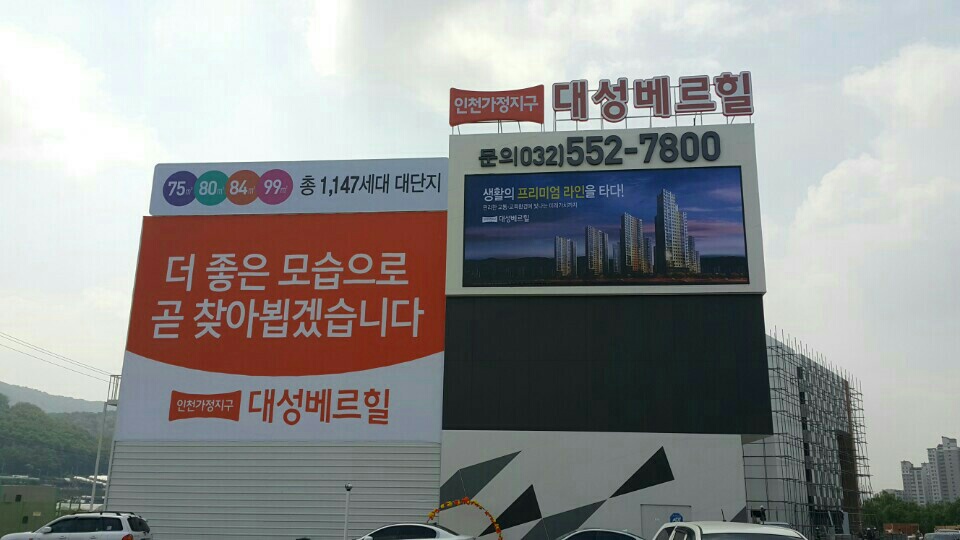 인천가정지구 대성베르힐
문의 032)552-7800
75㎡ 80㎡ 84㎡ 99㎡ 총 1,147세대 대단지
생활의 프리미엄 라인을 타다!
대성베르힐
더 좋은 모습으로
곧 찾아뵙겠습니다
인천가정지구 대성베르힐